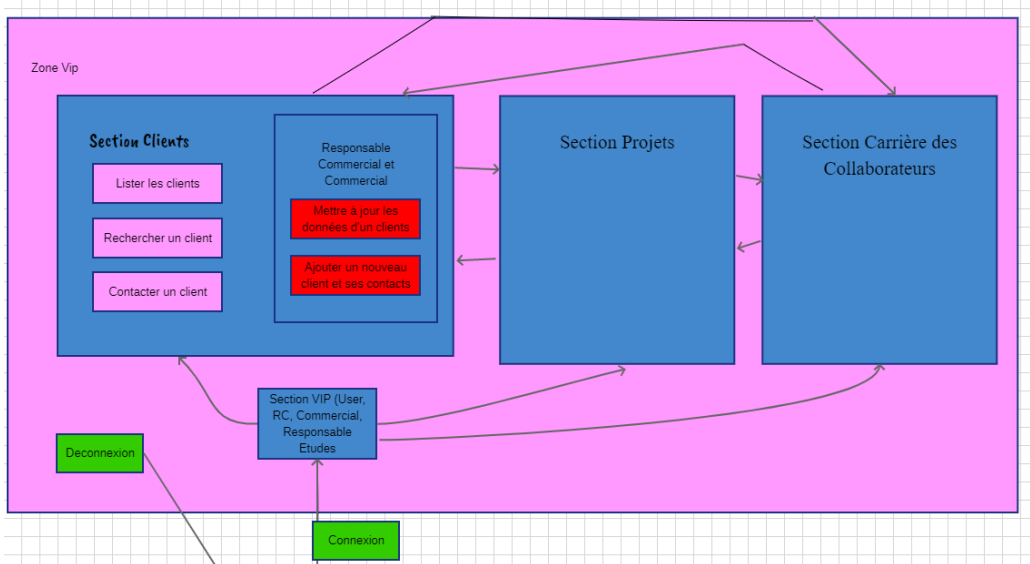 Zone Vip
Section Clients
Lister les clients
Rechercher un client
Contacter un client
Responsable
Commercial et
Commercial
Mettre à jour les
données d'un clients
Ajouter un nouveau
client et ses contacts
Section Projets
Section Carrière des
Collaborateurs
Section VIP (User,
RC, Commercial,
Responsable
Etudes
Deconnexion
Connexion